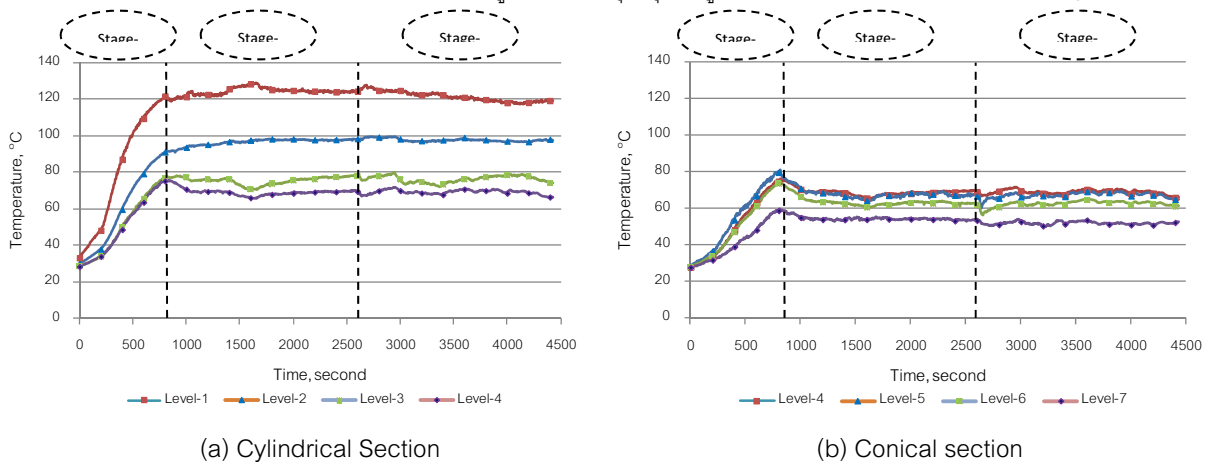 Stage-
Stage-
Stage-
Stage-
Stage-
Stage-
140
120
100
80
60
40
20
0
Temperature, °C
0 500 1000 1500 2000 2500 3000 3500 4000 4500
Time, second
Level-1 Level-2 Level-3 Level-4
(a) Cylindrical Section
140
120
100
80
60
40
20
0
Temperature, °C
0 500 1000 1500 2000 2500 3000 3500 4000 4500
Time, second
Level-4 Level-5 Level-6 Level-7
(b) Conical section